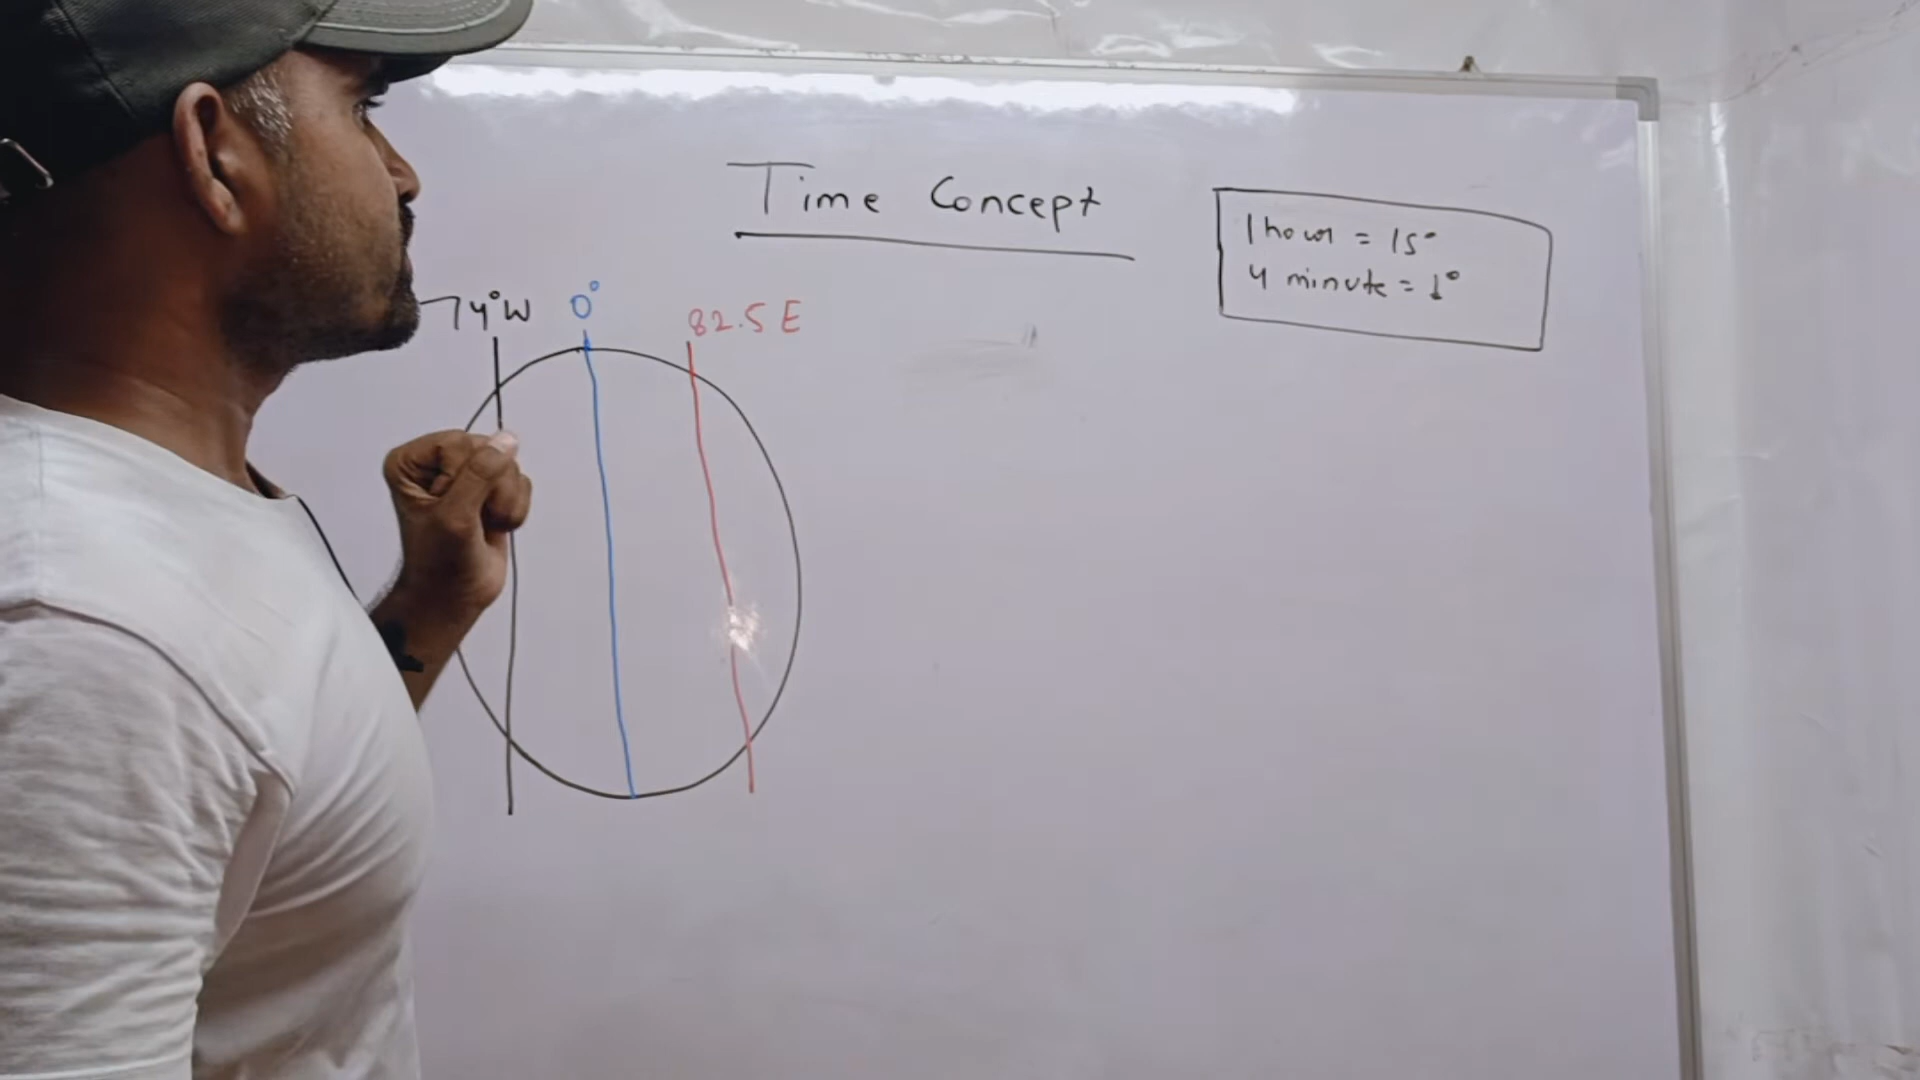 Time Concept
1 hour = 15°
4 minute = 1°
74°W 0° 82.5 E